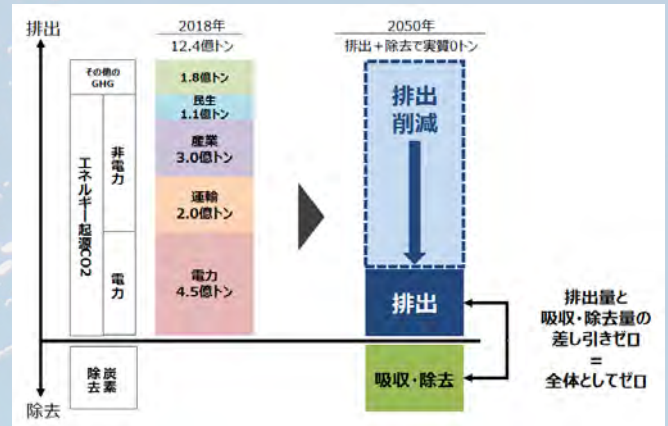 排出
2018年
12.4億トン
2050年
排出+除去で実質0トン
その他の
GHG
エネルギー起源CO2
非電力
電力
1.8億トン
民生
1.1億トン
産業
3.0億トン
運輸
2.0億トン
電力
4.5億トン
排出
削減
排出
吸収・除去
排出量と
吸収・除去量の
差し引きゼロ
=
全体としてゼロ
炭素
除去
除去